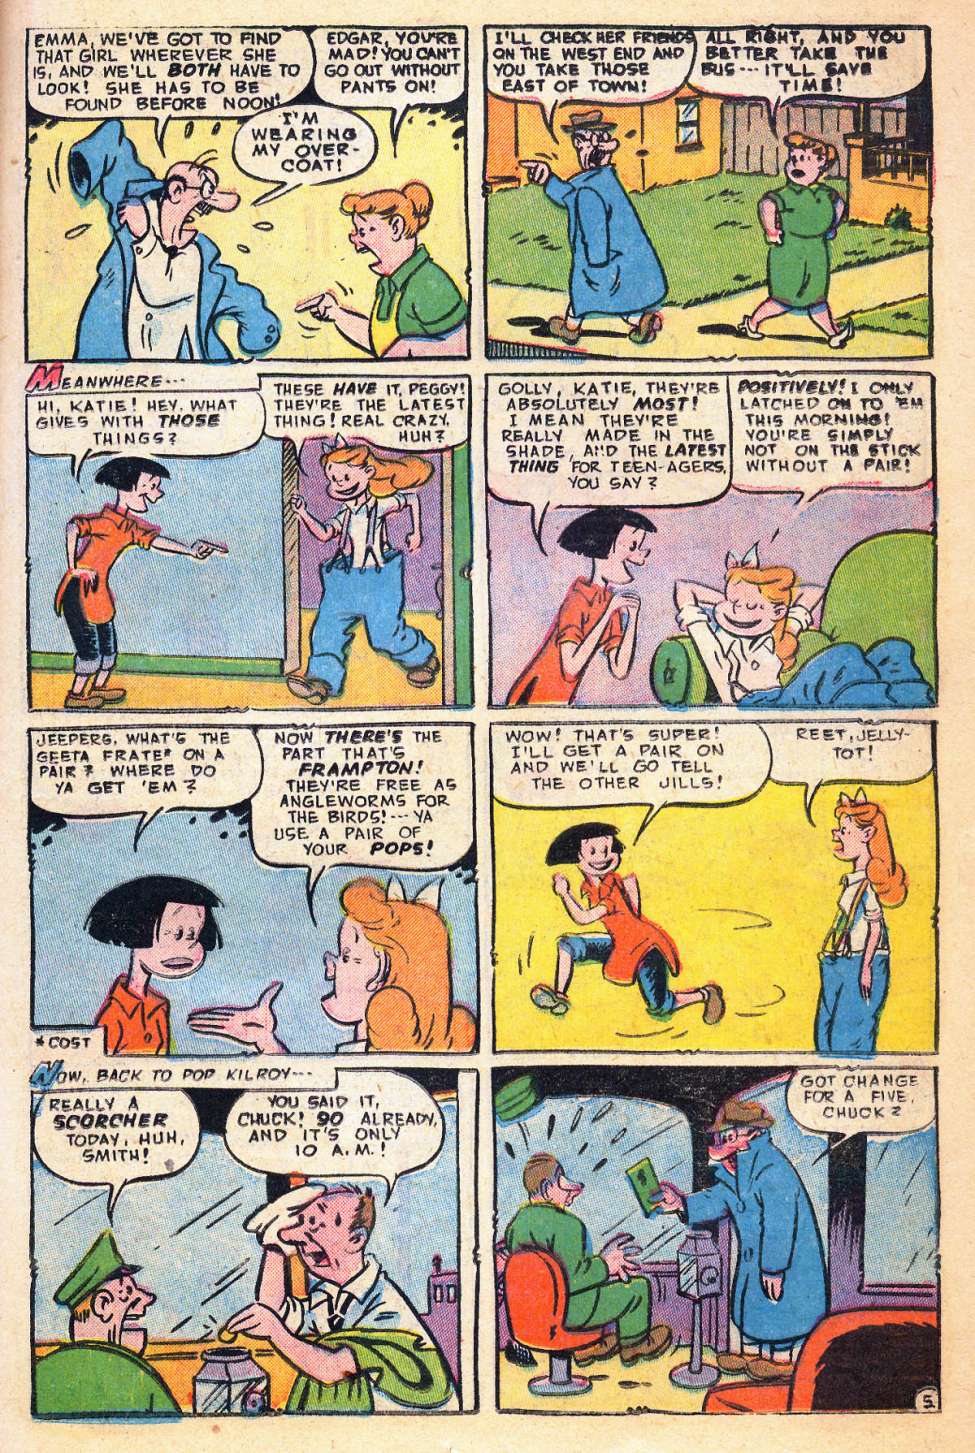 EMMA, WE'VE GOT TO FIND
THAT GIRL WHEREVER SHE
IS, AND WE'LL BOTH HAVE TO
LOOK! SHE HAS TO BE
FOUND BEFORE NOON!
EDGAR, YOU'RE
MAD! YOU CAN'T
GO OUT WITHOUT
PANTS ON!
I'M
WEARING
MY OVER-
COAT!
I'LL CHECK HER FRIENDS
ON THE WEST END AND
YOU TAKE THOSE
EAST OF TOWN!
ALL RIGHT, AND YOU
BETTER TAKE THE
BUS--- IT'LL SAVE
TIME!
MEANWHERE---
HI, KATIE! HEY, WHAT
GIVES WITH THOSE
THINGS?
THESE HAVE IT, PEGGY!
THEY'RE THE LATEST
THING! REAL CRAZY,
HUH?
GOLLY, KATIE, THEY'RE
ABSOLUTELY MOST!
I MEAN THEY'RE
REALLY MADE IN THE
SHADE, AND THE LATEST
THING FOR TEEN-AGERS,
YOU SAY?
POSITIVELY! I ONLY
LATCHED ON TO 'EM
THIS MORNING!
YOU'RE SIMPLY
NOT ON THE STICK
WITHOUT A PAIR!
JEEPERS, WHAT'S THE
GEETA FRATE* ON A
PAIR? WHERE DO
YA GET 'EM?
NOW THERE'S THE
PART THAT'S
FRAMPTON!
THEY'RE FREE AS
ANGLEWORMS FOR
THE BIRDS!--- YA
USE A PAIR OF
YOUR POPS!
*COST
WOW! THAT'S SUPER!
I'LL GET A PAIR ON
AND WE'LL GO TELL
THE OTHER JILLS!
REET, JELLY-
TOT!
NOW, BACK TO POP KILROY---
REALLY A
SCORCHER
TODAY, HUH,
SMITH!
YOU SAID IT,
CHUCK! 90 ALREADY,
AND IT'S ONLY
10 A.M.!
GOT CHANGE
FOR A FIVE,
CHUCK?
5